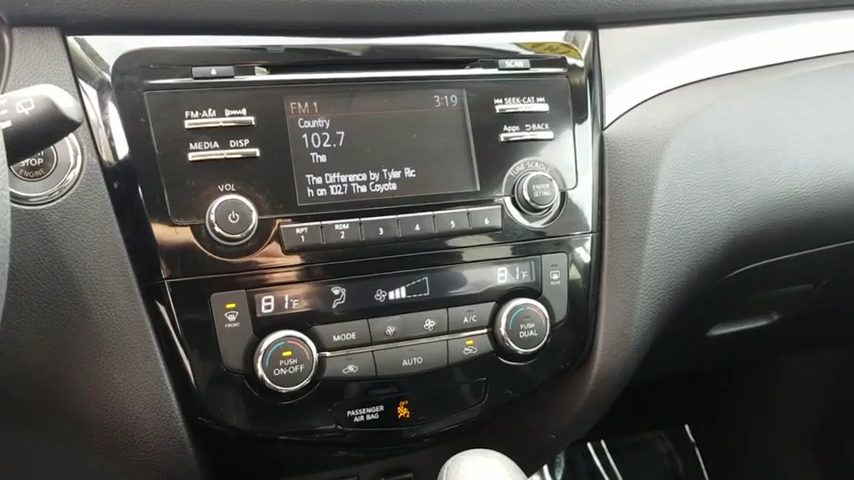 SCAN
FM·AM
MEDIA DISP
VOL
FM 1 3:19
Country
102.7
The
The Difference by Tyler Ric
h on 102.7 The Coyote
SEEK·CAT
Apps BACK
TUNE·SCROLL
ENTER
SETTING
STOP
ENGINE
RPT
1
RDM
2
3
4
5
6
81°F
81°F
FRONT
REAR
MODE
A/C
PUSH
ON·OFF
AUTO
PUSH
DUAL
PASSENGER
AIR BAG
OFF